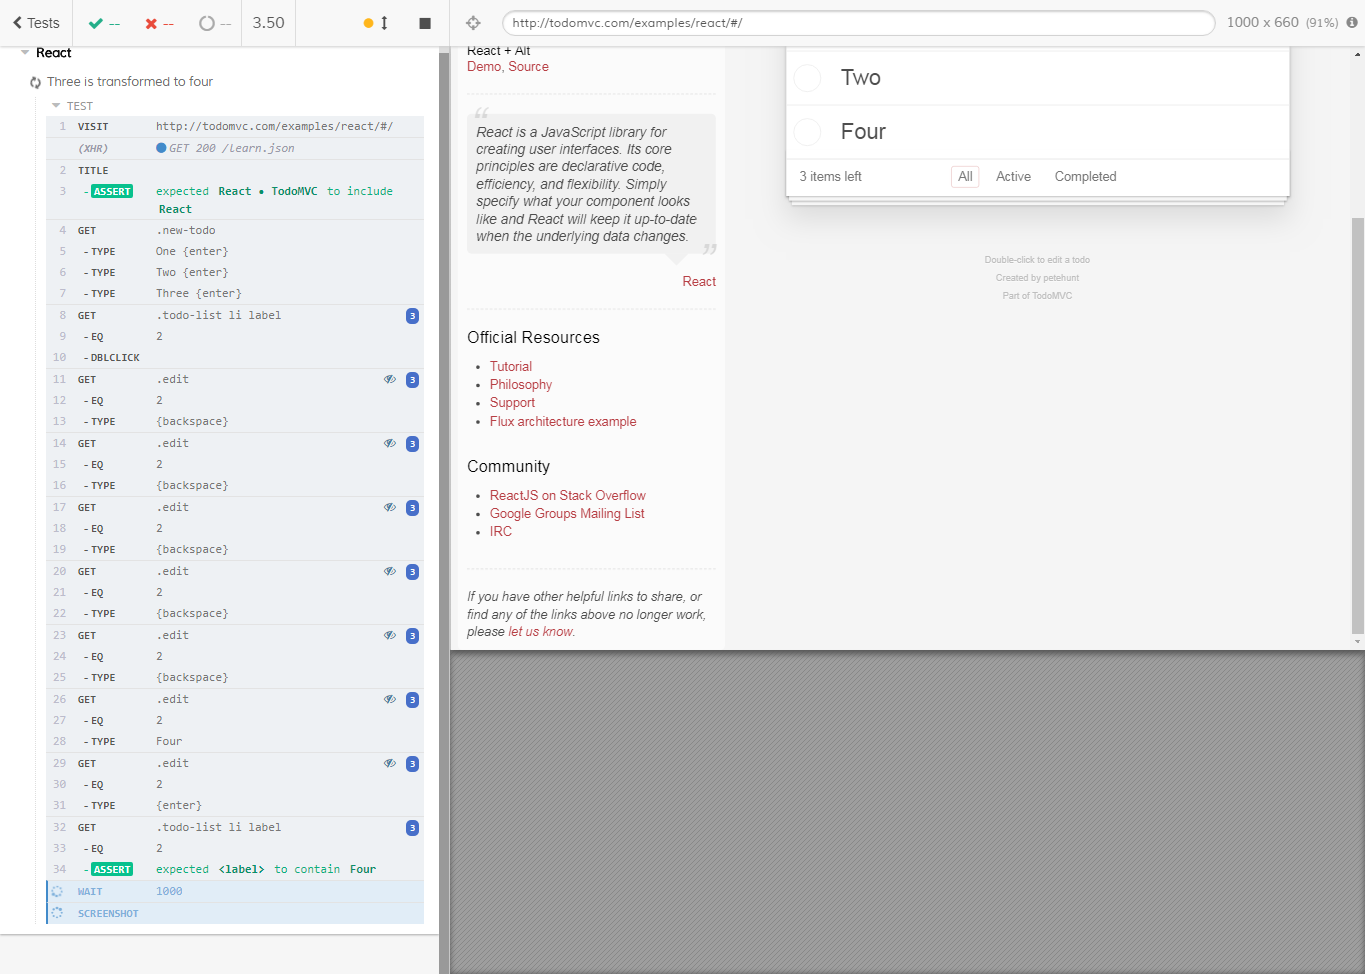 Tests
--
--
--
3.50
http://todomvc.com/examples/react/#/
1000 x 660 (91%)
React
Three is transformed to four
TEST
1 VISIT http://todomvc.com/examples/react/#/
(XHR) GET 200 /learn.json
2 TITLE
3 -ASSERT expected React • TodoMVC to include
React
4 GET .new-todo
5 -TYPE One {enter}
6 -TYPE Two {enter}
7 -TYPE Three {enter}
8 GET .todo-list li label 3
9 -EQ 2
10 -DBLCLICK
11 GET .edit 3
12 -EQ 2
13 -TYPE {backspace}
14 GET .edit 3
15 -EQ 2
16 -TYPE {backspace}
17 GET .edit 3
18 -EQ 2
19 -TYPE {backspace}
20 GET .edit 3
21 -EQ 2
22 -TYPE {backspace}
23 GET .edit 3
24 -EQ 2
25 -TYPE {backspace}
26 GET .edit 3
27 -EQ 2
28 -TYPE Four
29 GET .edit 3
30 -EQ 2
31 -TYPE {enter}
32 GET .todo-list li label 3
33 -EQ 2
34 -ASSERT expected <label> to contain Four
WAIT 1000
SCREENSHOT
React + Alt
Demo, Source
“
React is a JavaScript library for
creating user interfaces. Its core
principles are declarative code,
efficiency, and flexibility. Simply
specify what your component looks
like and React will keep it up-to-date
when the underlying data changes.
”
React
Official Resources
• Tutorial
• Philosophy
• Support
• Flux architecture example
Community
• ReactJS on Stack Overflow
• Google Groups Mailing List
• IRC
If you have other helpful links to share, or
find any of the links above no longer work,
please let us know.
Two
Four
3 items left All Active Completed
Double-click to edit a todo
Created by petehunt
Part of TodoMVC